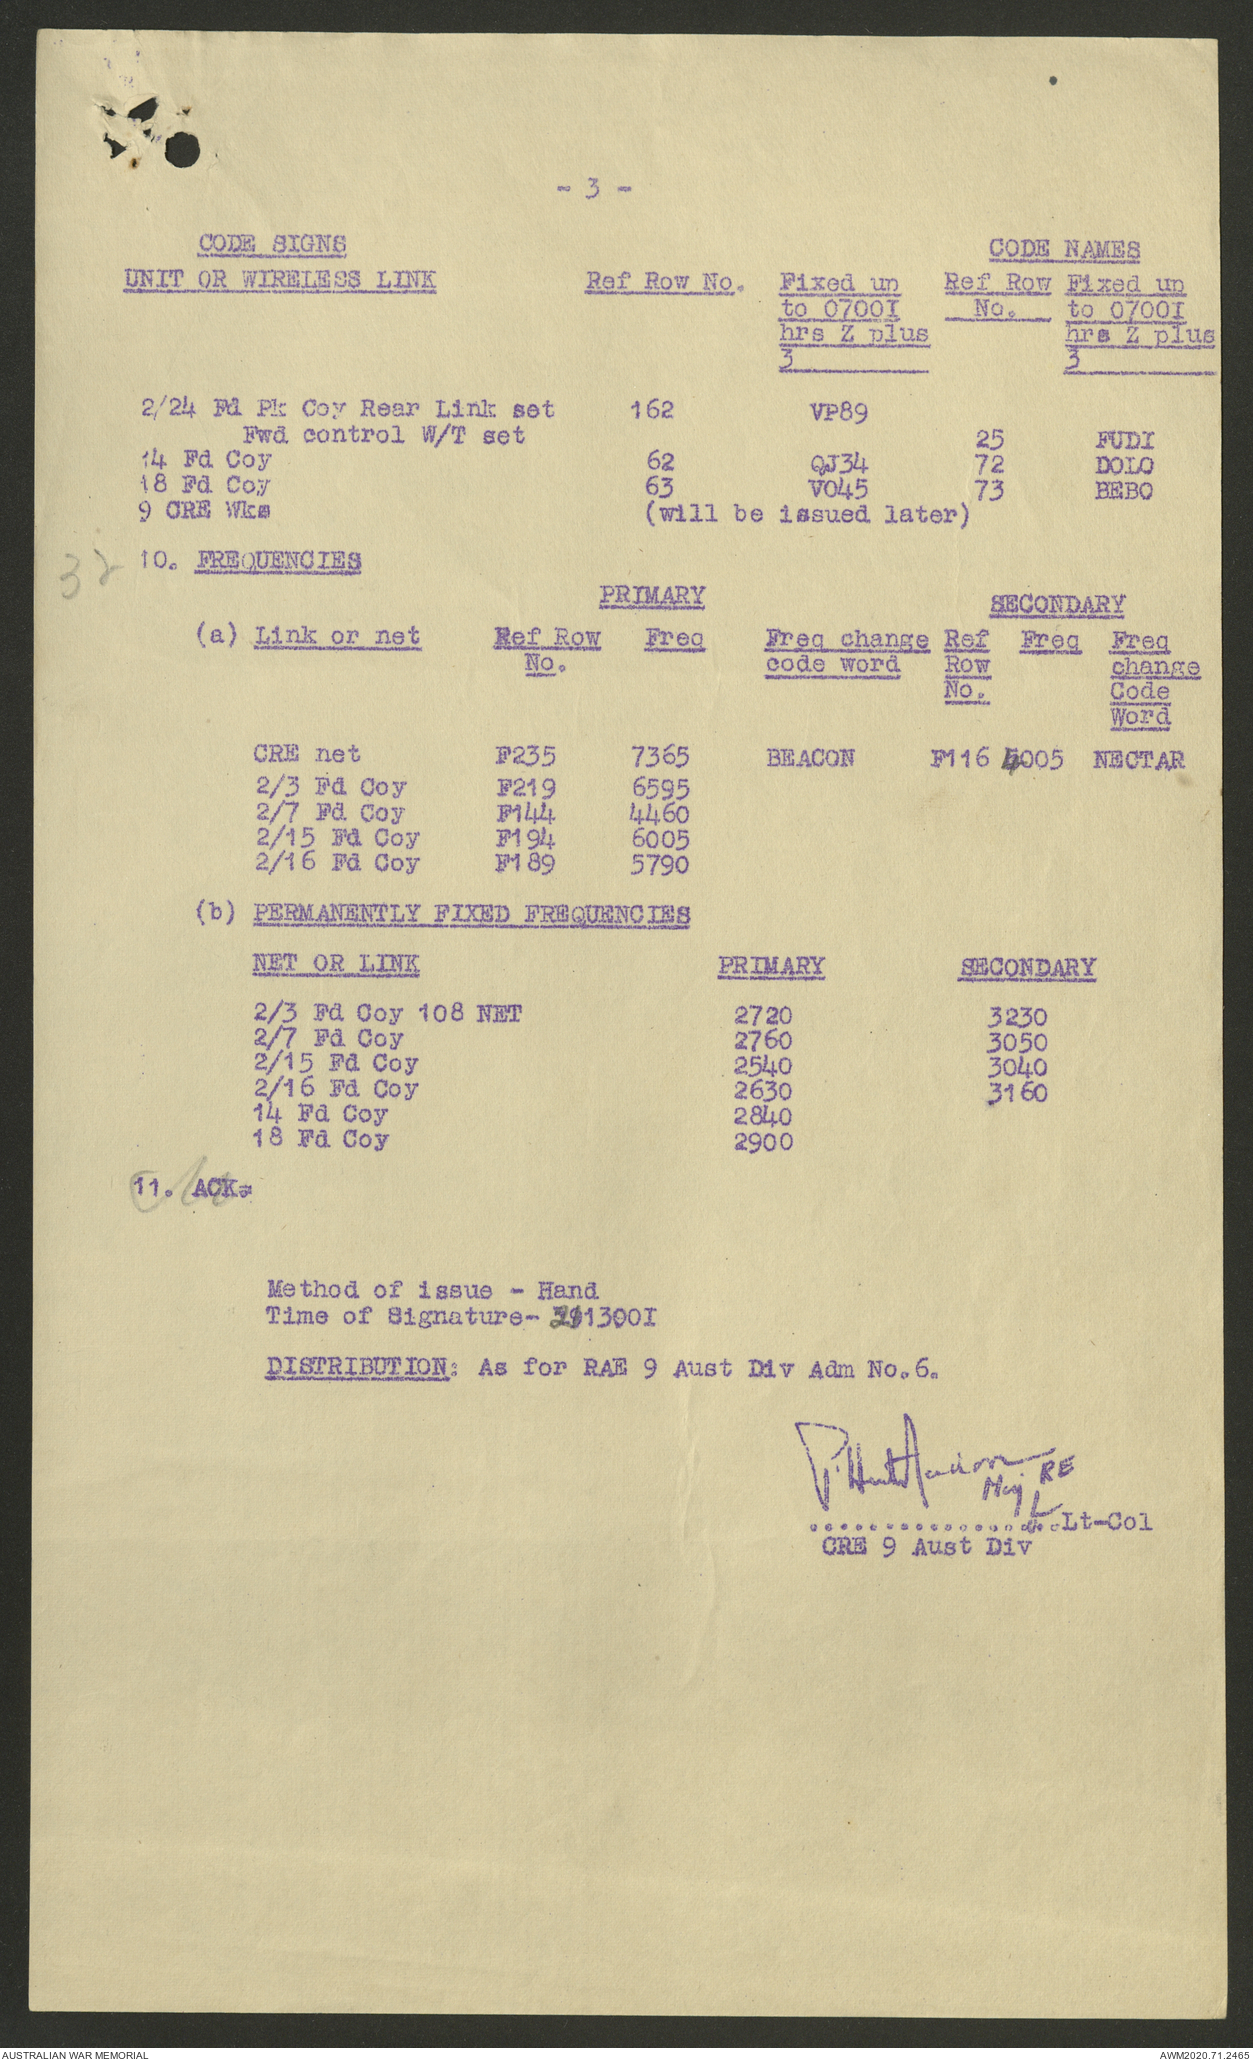 - 3 -
CODE SIGNS CODE NAMES
UNIT OR WIRELESS LINK Ref Row No. Fixed up Ref Row Fixed up
to 0700I No. to 0700I
hrs Z plus hrs Z plus
3 3
2/24 Fd Pk Coy Rear Link set 162 VP89
Fwd control W/T set 25 FUDI
14 Fd Coy 62 QJ34 72 DOLO
18 Fd Coy 63 VO45 73 BEBO
9 CRE Wks (will be issued later)
32
10. FREQUENCIES
PRIMARY SECONDARY
(a) Link or net Ref Row Freq Freq change Ref Freq Freq
No. code word Row change
No. Code
Word
CRE net F235 7365 BEACON F116 4005 NECTAR
2/3 Fd Coy F219 6595
2/7 Fd Coy F144 4460
2/15 Fd Coy F194 6005
2/16 Fd Coy F189 5790
(b) PERMANENTLY FIXED FREQUENCIES
NET OR LINK PRIMARY SECONDARY
2/3 Fd Coy 108 NET 2720 3230
2/7 Fd Coy 2760 3050
2/15 Fd Coy 2540 3040
2/16 Fd Coy 2630 3160
14 Fd Coy 2840
18 Fd Coy 2900
11. ACK.
Method of issue - Hand
Time of Signature- 1300I
DISTRIBUTION: As for RAE 9 Aust Div Adm No.6.
Maj RE
L
.................Lt-Col
CRE 9 Aust Div
AUSTRALIAN WAR MEMORIAL AWM2020.71.2465